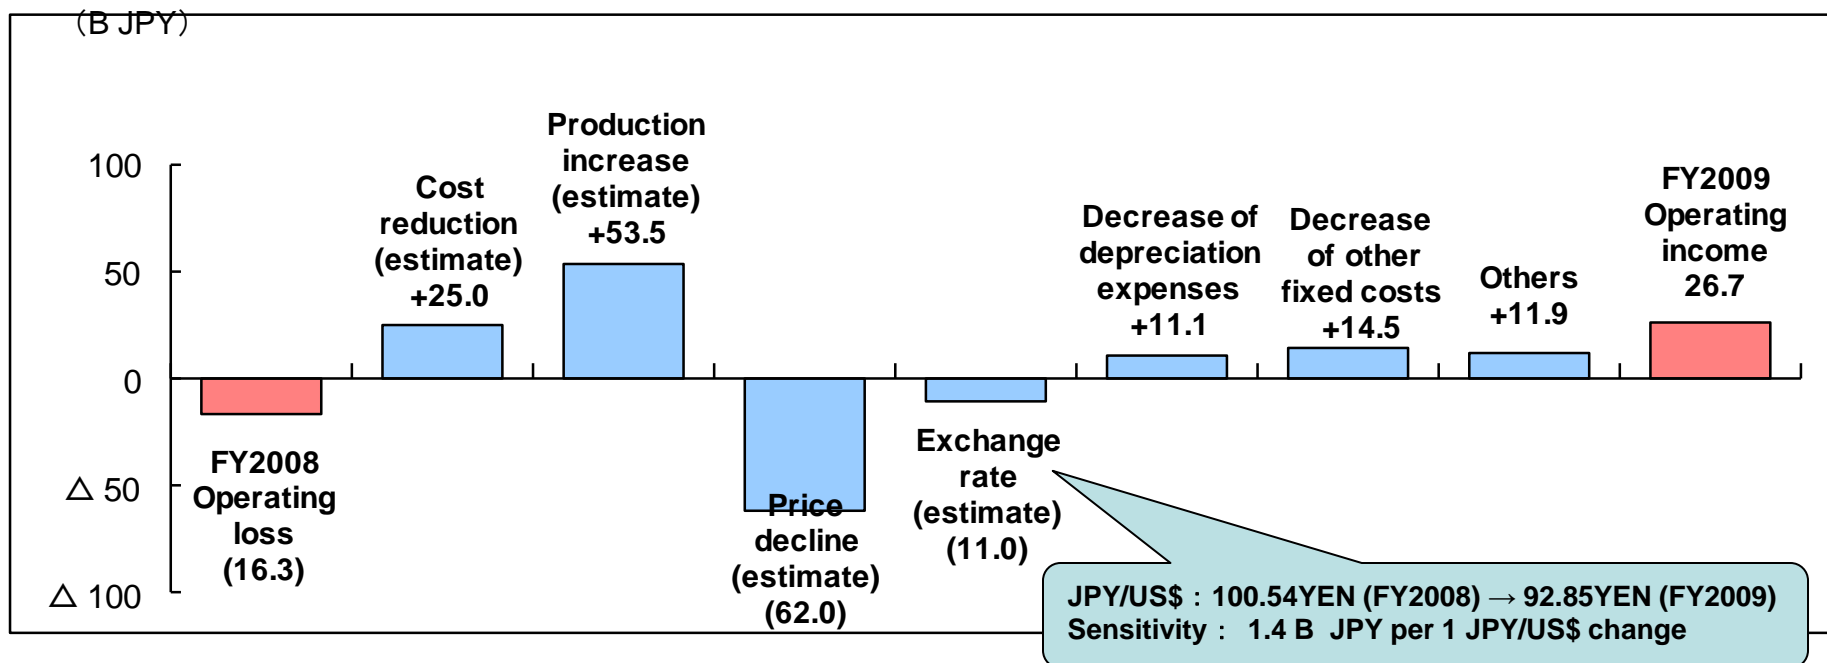 （B JPY）
100
50
0
△ 50
△ 100
FY2008
Operating
loss
(16.3)
Cost
reduction
(estimate)
+25.0
Production
increase
(estimate)
+53.5
Price
decline
(estimate)
(62.0)
Exchange
rate
(estimate)
(11.0)
Decrease of
depreciation
expenses
+11.1
Decrease
of other
fixed costs
+14.5
Others
+11.9
FY2009
Operating
income
26.7
JPY/US$：100.54YEN (FY2008) → 92.85YEN (FY2009)
Sensitivity： 1.4 B JPY per 1 JPY/US$ change